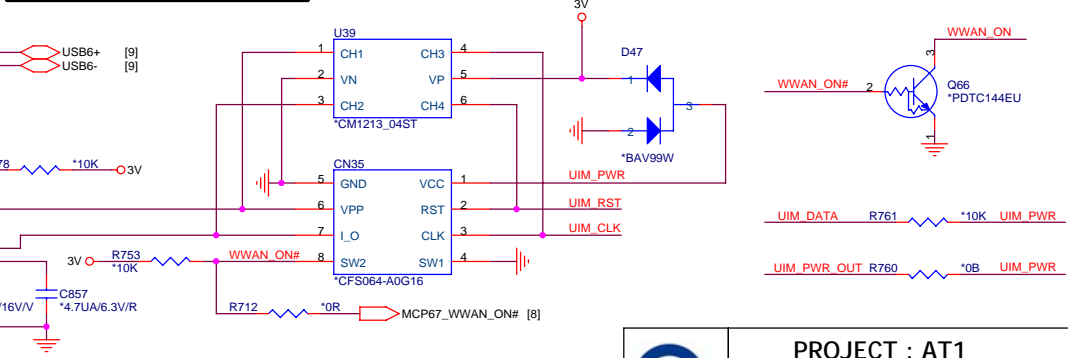 3V
U39
D47
WWAN_ON
USB6+ [9]
USB6- [9]
1 CH1 CH3 4
2 VN VP 5
3 CH2 CH4 6
*CM1213_04ST
1
3
2
*BAV99W
WWAN_ON# 2
3
1
Q66
*PDTC144EU
78 *10K 3V
CN35
5 GND VCC 1 UIM_PWR
6 VPP RST 2 UIM_RST
7 I_O CLK 3 UIM_CLK
8 SW2 SW1 4
*CFS064-A0G16
UIM_DATA R761 *10K UIM_PWR
UIM_PWR_OUT R760 *0B UIM_PWR
3V R753 WWAN_ON#
*10K
C857
/16V/V *4.7UA/6.3V/R
R712 *0R MCP67_WWAN_ON# [8]
PROJECT : AT1